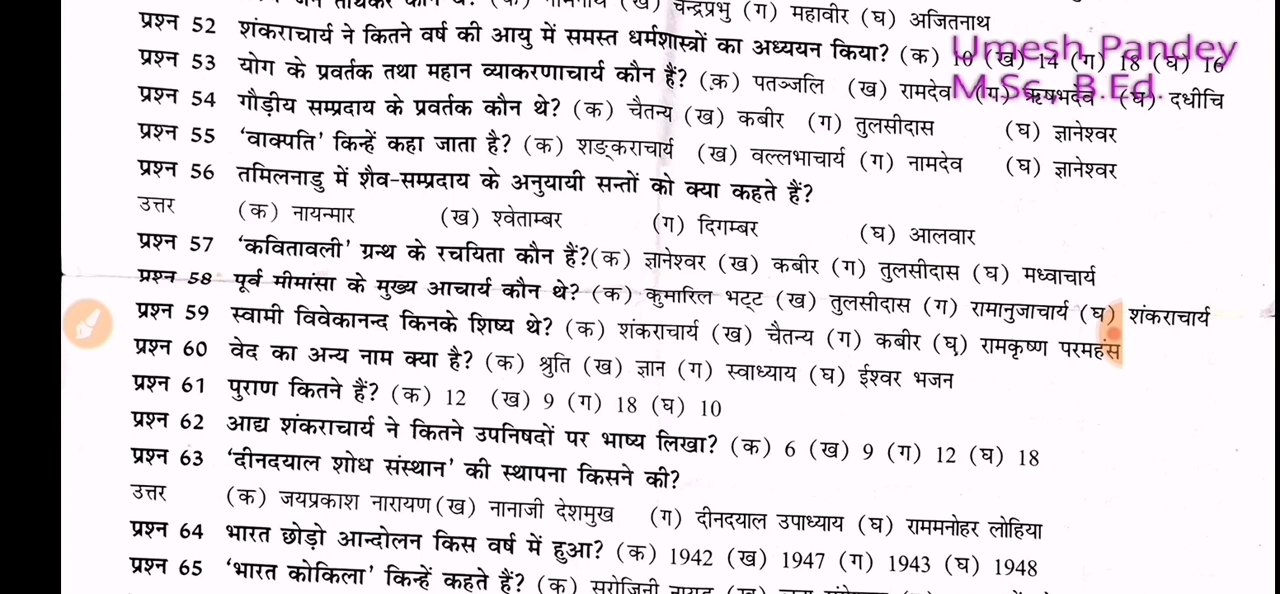 चन्द्रप्रभु (ग) महावीर (घ) अजितनाथ
प्रश्न 52 शंकराचार्य ने कितने वर्ष की आयु में समस्त धर्मशास्त्रों का अध्ययन किया? (क) 10 (ख) 14 (ग) 18 (घ) 16
Umesh Pandey
प्रश्न 53 योग के प्रवर्तक तथा महान व्याकरणाचार्य कौन हैं? (क) पतञ्जलि (ख) रामदेव (ग) ऋषभदेव (घ) दधीचि
M.Sc., B.Ed.
प्रश्न 54 गौड़ीय सम्प्रदाय के प्रवर्तक कौन थे? (क) चैतन्य (ख) कबीर (ग) तुलसीदास (घ) ज्ञानेश्वर
प्रश्न 55 ‘वाक्पति’ किन्हें कहा जाता है? (क) शङ्कराचार्य (ख) वल्लभाचार्य (ग) नामदेव (घ) ज्ञानेश्वर
प्रश्न 56 तमिलनाडु में शैव-सम्प्रदाय के अनुयायी सन्तों को क्या कहते हैं?
उत्तर (क) नायन्मार (ख) श्वेताम्बर (ग) दिगम्बर (घ) आलवार
प्रश्न 57 ‘कवितावली’ ग्रन्थ के रचयिता कौन हैं?(क) ज्ञानेश्वर (ख) कबीर (ग) तुलसीदास (घ) मध्वाचार्य
प्रश्न 58 पूर्व मीमांसा के मुख्य आचार्य कौन थे? (क) कुमारिल भट्ट (ख) तुलसीदास (ग) रामानुजाचार्य (घ) शंकराचार्य
प्रश्न 59 स्वामी विवेकानन्द किनके शिष्य थे? (क) शंकराचार्य (ख) चैतन्य (ग) कबीर (घ) रामकृष्ण परमहंस
प्रश्न 60 वेद का अन्य नाम क्या है? (क) श्रुति (ख) ज्ञान (ग) स्वाध्याय (घ) ईश्वर भजन
प्रश्न 61 पुराण कितने हैं? (क) 12 (ख) 9 (ग) 18 (घ) 10
प्रश्न 62 आद्य शंकराचार्य ने कितने उपनिषदों पर भाष्य लिखा? (क) 6 (ख) 9 (ग) 12 (घ) 18
प्रश्न 63 ‘दीनदयाल शोध संस्थान’ की स्थापना किसने की?
उत्तर (क) जयप्रकाश नारायण (ख) नानाजी देशमुख (ग) दीनदयाल उपाध्याय (घ) राममनोहर लोहिया
प्रश्न 64 भारत छोड़ो आन्दोलन किस वर्ष में हुआ? (क) 1942 (ख) 1947 (ग) 1943 (घ) 1948
प्रश्न 65 ‘भारत कोकिला’ किन्हें कहते हैं? (क) सरोजिनी